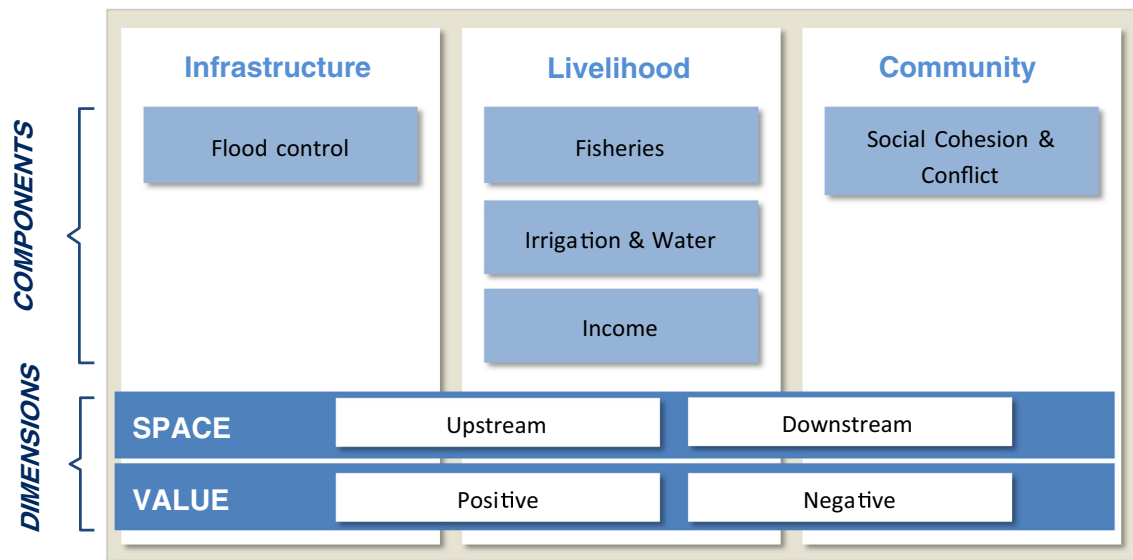 Infrastructure
Livelihood
Community
COMPONENTS
Flood control
Fisheries
Social Cohesion &
Conflict
Irrigation & Water
Income
DIMENSIONS
SPACE
Upstream
Downstream
VALUE
Positive
Negative